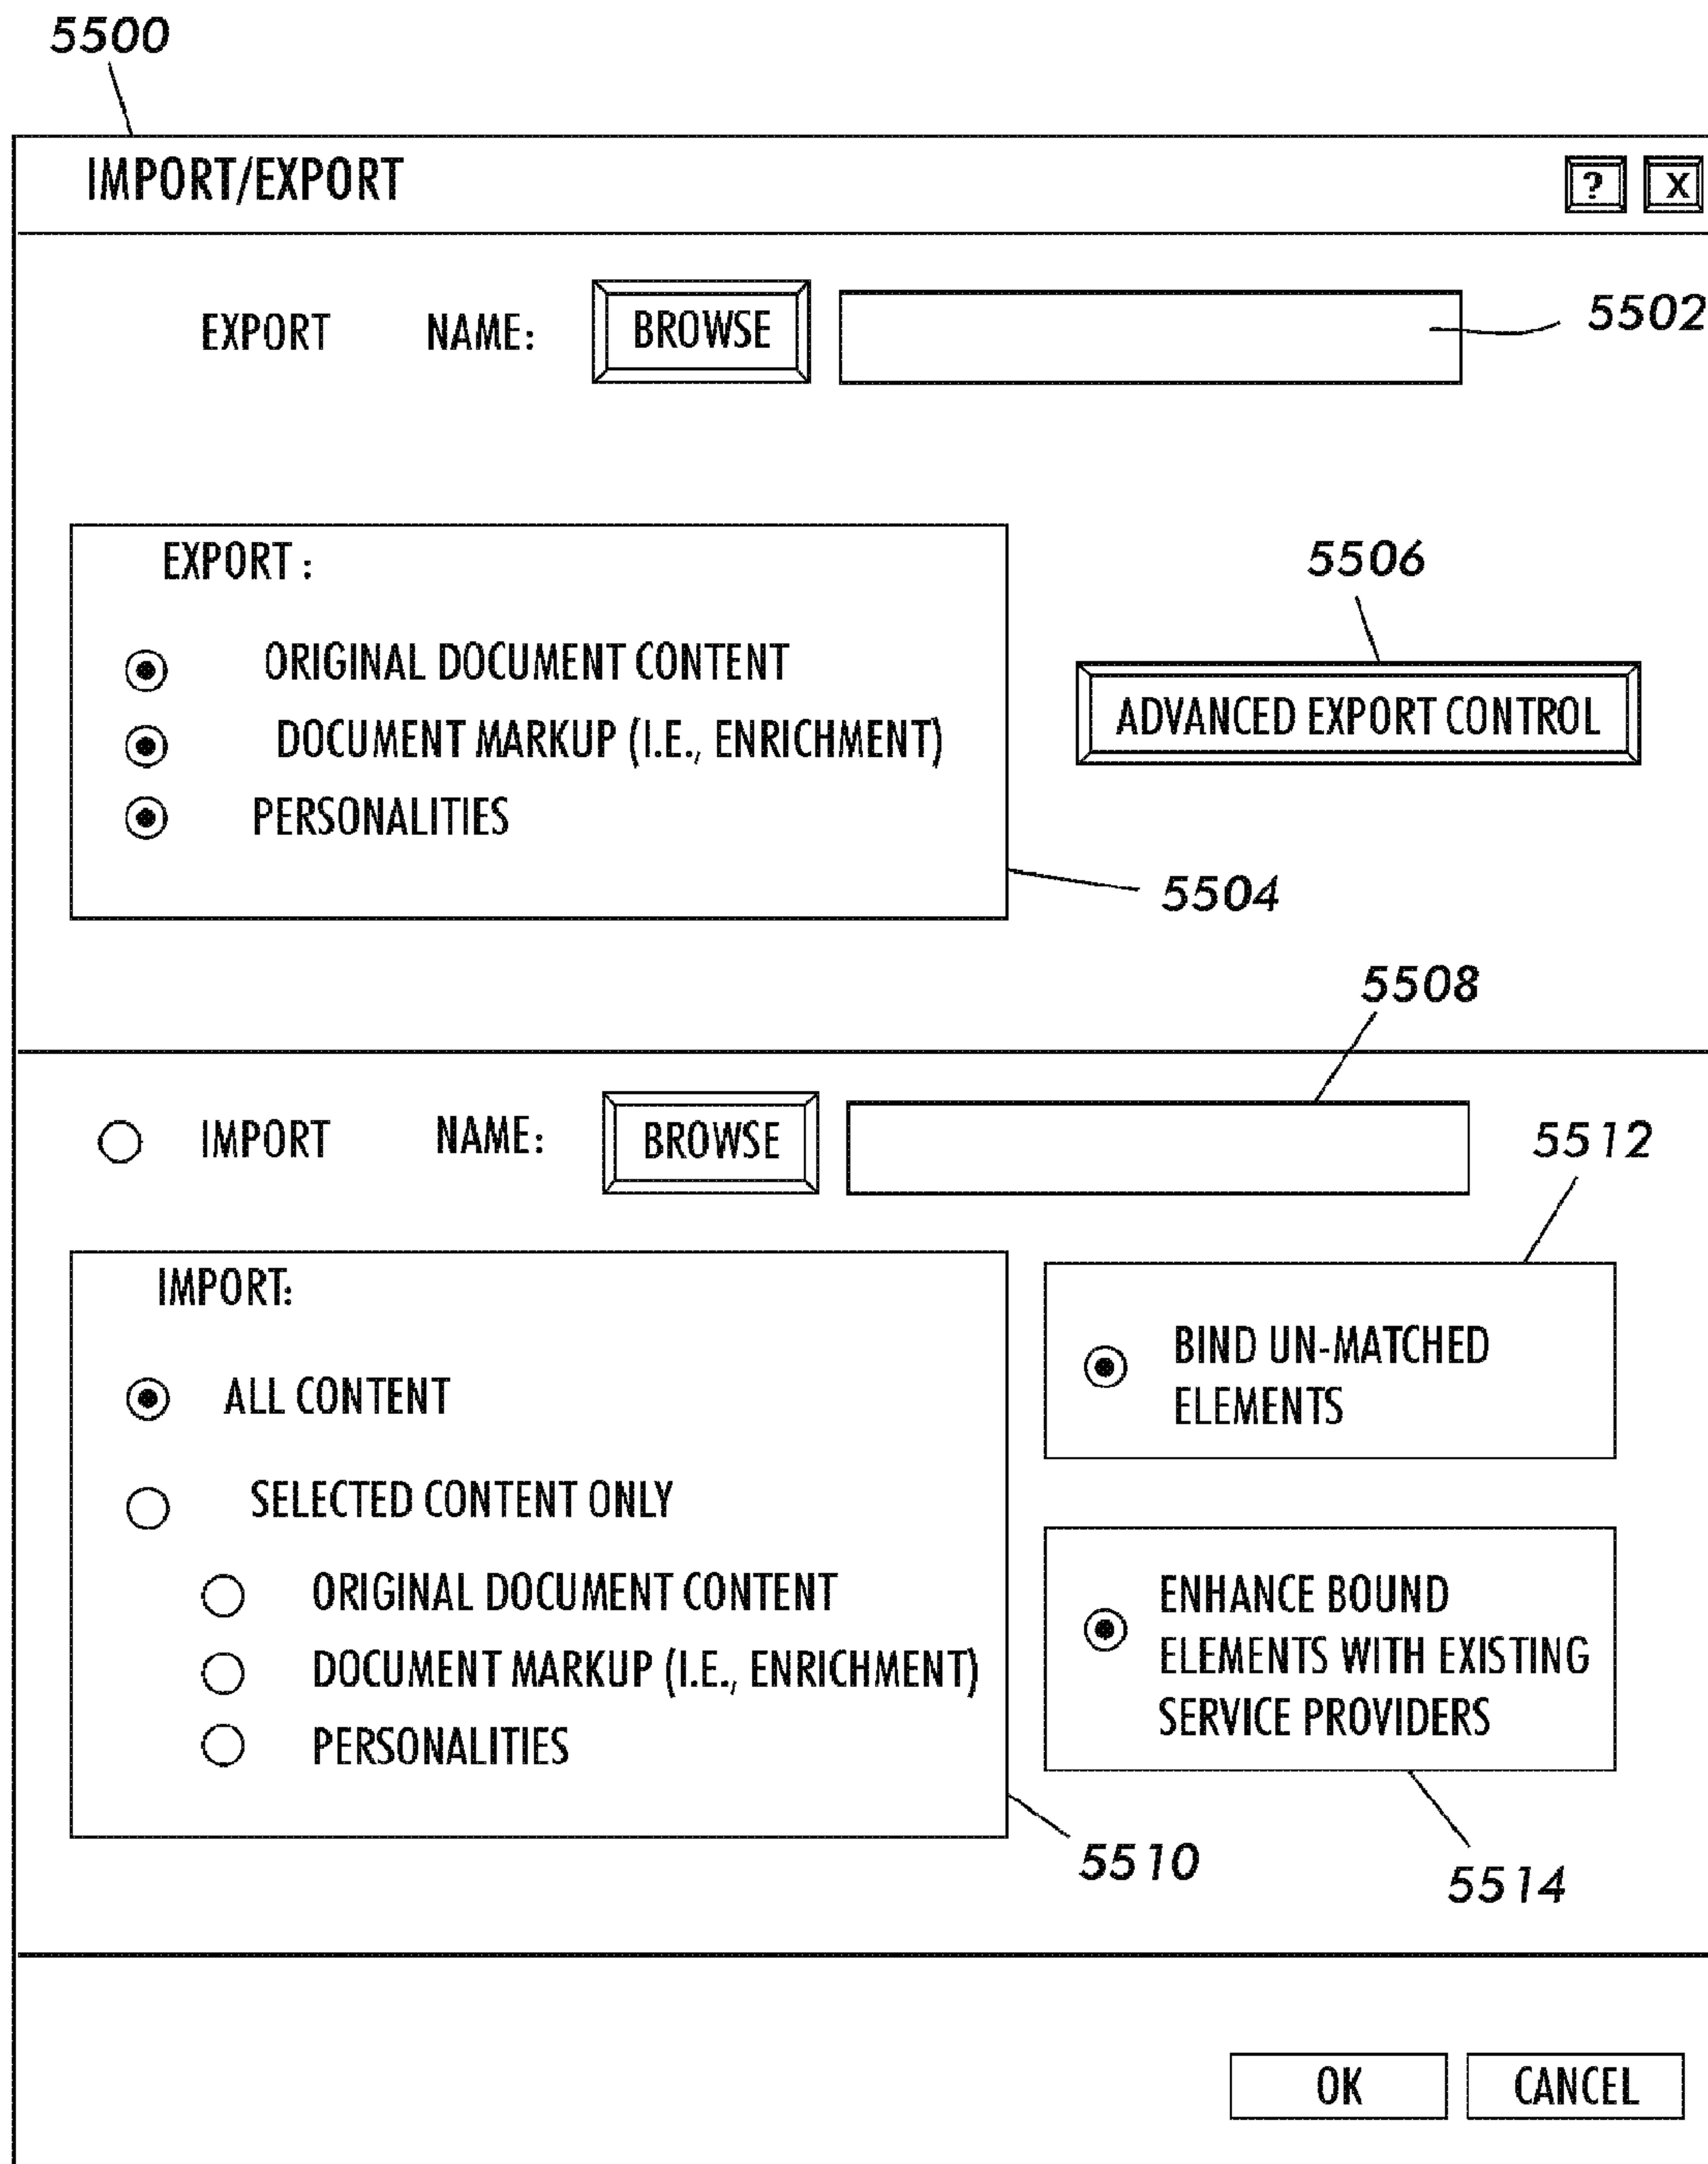 5500
IMPORT/EXPORT ? X
EXPORT NAME: BROWSE 5502
EXPORT :
ORIGINAL DOCUMENT CONTENT
DOCUMENT MARKUP (I.E., ENRICHMENT)
PERSONALITIES
5506
ADVANCED EXPORT CONTROL
5504
5508
IMPORT NAME: BROWSE
5512
IMPORT:
ALL CONTENT
SELECTED CONTENT ONLY
ORIGINAL DOCUMENT CONTENT
DOCUMENT MARKUP (I.E., ENRICHMENT)
PERSONALITIES
BIND UN-MATCHED
ELEMENTS
ENHANCE BOUND
ELEMENTS WITH EXISTING
SERVICE PROVIDERS
5510
5514
OK CANCEL